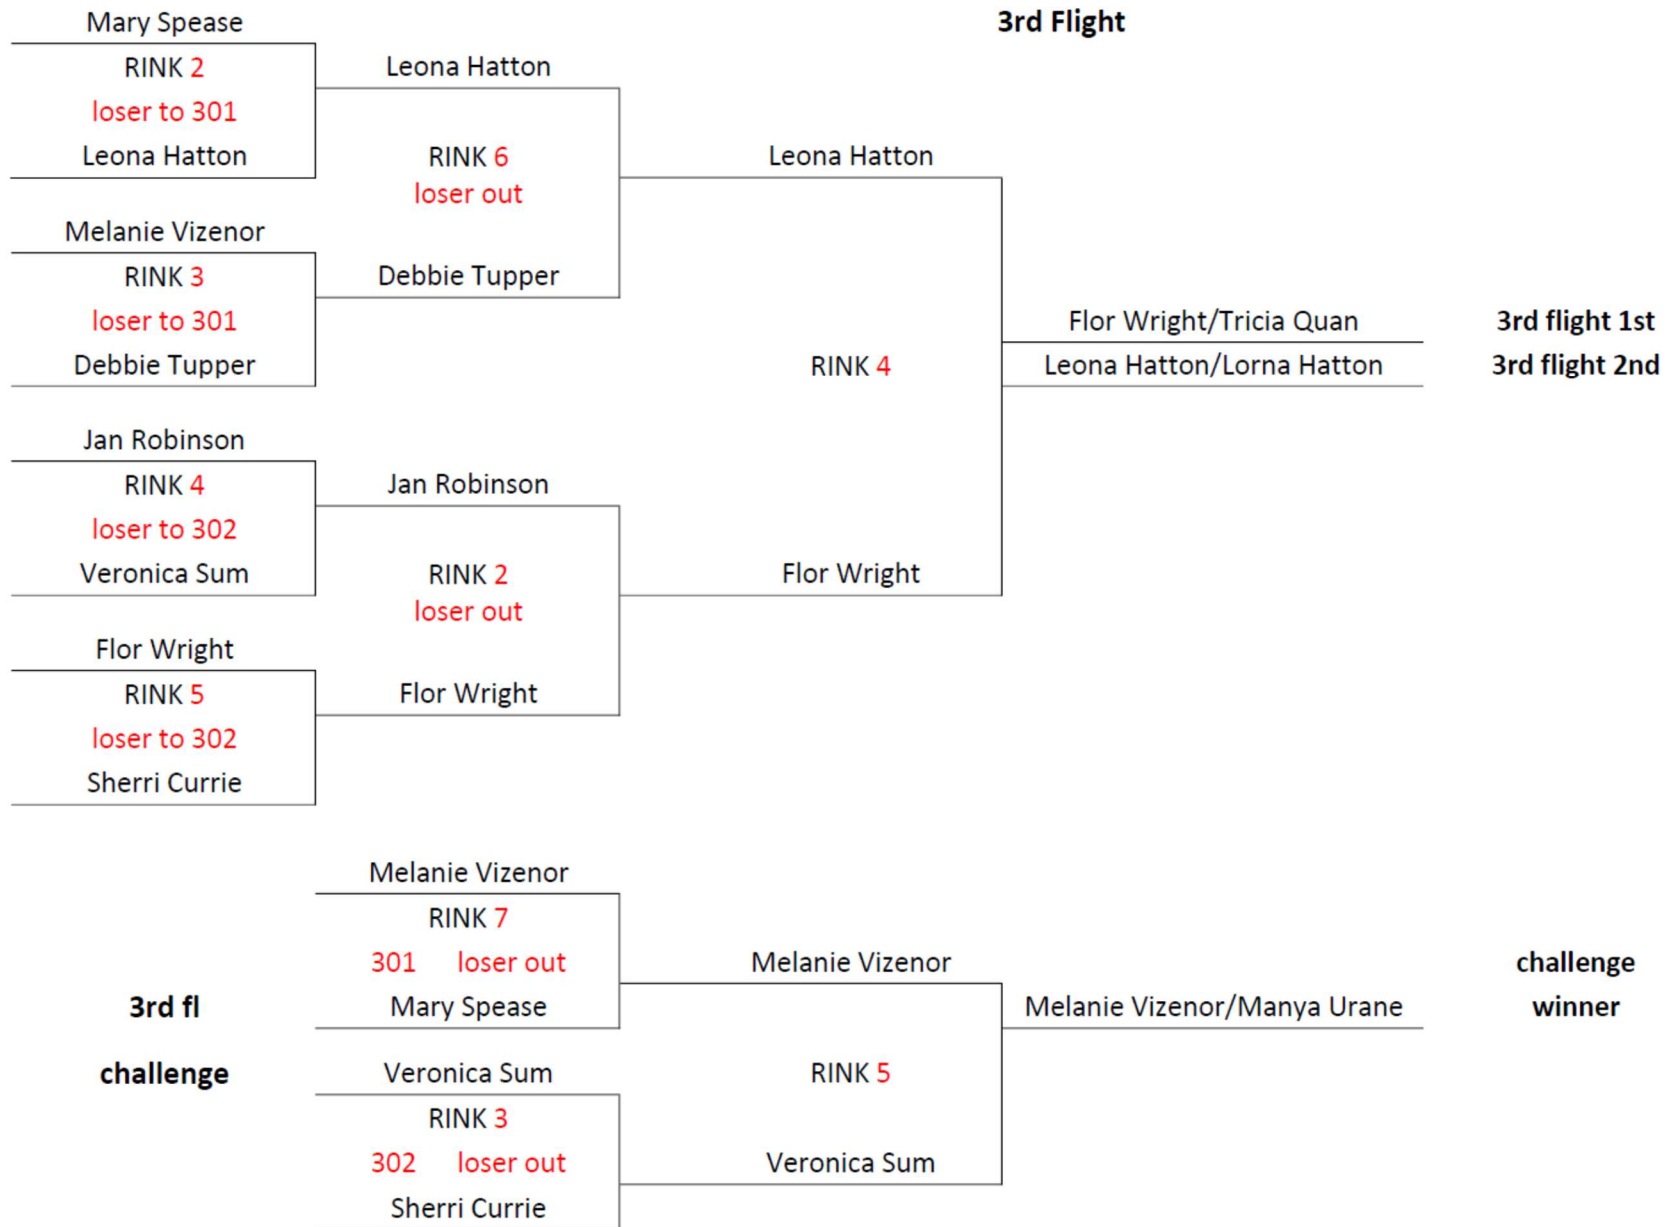 Mary Spease
3rd Flight
RINK 2
Leona Hatton
loser to 301
Leona Hatton
RINK 6
Leona Hatton
loser out
Melanie Vizenor
RINK 3
Debbie Tupper
loser to 301
Flor Wright/Tricia Quan
3rd flight 1st
Debbie Tupper
RINK 4
Leona Hatton/Lorna Hatton
3rd flight 2nd
Jan Robinson
RINK 4
Jan Robinson
loser to 302
Veronica Sum
RINK 2
Flor Wright
loser out
Flor Wright
RINK 5
Flor Wright
loser to 302
Sherri Currie
Melanie Vizenor
RINK 7
301 loser out
Melanie Vizenor
challenge
3rd fl
Mary Spease
Melanie Vizenor/Manya Urane
winner
challenge
Veronica Sum
RINK 5
RINK 3
302 loser out
Veronica Sum
Sherri Currie